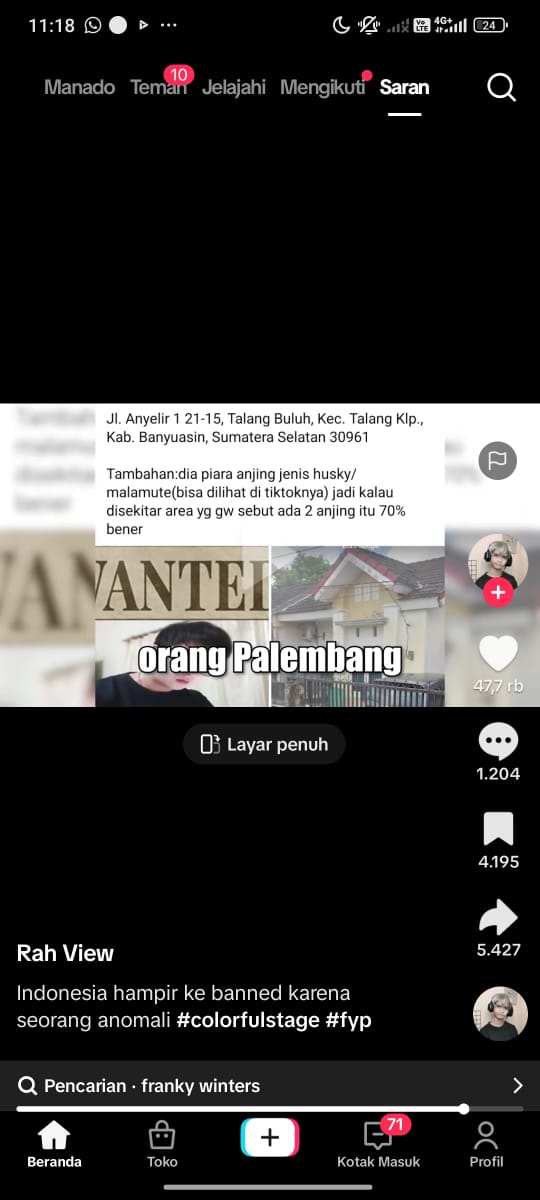 11:18
Vo
LTE
4G+
24
10
Manado Teman Jelajahi Mengikuti Saran
Jl. Anyelir 1 21-15, Talang Buluh, Kec. Talang Klp.,
Kab. Banyuasin, Sumatera Selatan 30961
Tambahan:dia piara anjing jenis husky/
malamute(bisa dilihat di tiktoknya) jadi kalau
disekitar area yg gw sebut ada 2 anjing itu 70%
bener
orang Palembang
47,7 rb
Layar penuh
1.204
4.195
5.427
Rah View
Indonesia hampir ke banned karena
seorang anomali #colorfulstage #fyp
Pencarian · franky winters
71
Beranda Toko Kotak Masuk Profil